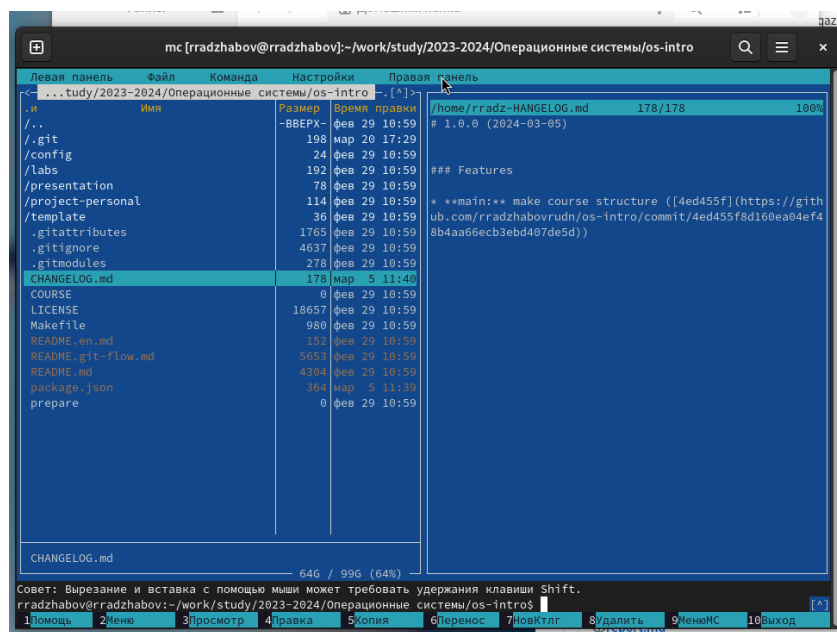 mc [rradzhabov@rradzhabov]:~/work/study/2023-2024/Операционные системы/os-intro
Левая панель Файл Команда Настройки Правая панель
<— ...tudy/2023-2024/Операционные системы/os-intro —.[^]>
.и Имя Размер Время правки
/.. -ВВЕРХ- фев 29 10:59
/.git 198 мар 20 17:29
/config 24 фев 29 10:59
/labs 192 фев 29 10:59
/presentation 78 фев 29 10:59
/project-personal 114 фев 29 10:59
/template 36 фев 29 10:59
.gitattributes 1765 фев 29 10:59
.gitignore 4637 фев 29 10:59
.gitmodules 278 фев 29 10:59
CHANGELOG.md 178 мар 5 11:40
COURSE 0 фев 29 10:59
LICENSE 18657 фев 29 10:59
Makefile 980 фев 29 10:59
README.en.md 152 фев 29 10:59
README.git-flow.md 5653 фев 29 10:59
README.md 4304 фев 29 10:59
package.json 364 мар 5 11:39
prepare 0 фев 29 10:59
CHANGELOG.md
64G / 99G (64%)
/home/rradz~HANGELOG.md 178/178 100%
# 1.0.0 (2024-03-05)
### Features
* **main:** make course structure ([4ed455f](https://gith
ub.com/rradzhabovrudn/os-intro/commit/4ed455f8d160ea04ef4
8b4aa66ecb3ebd407de5d))
Совет: Вырезание и вставка с помощью мыши может требовать удержания клавиши Shift.
rradzhabov@rradzhabov:~/work/study/2023-2024/Операционные системы/os-intro$ [^]
1Помощь 2Меню 3Просмотр 4Правка 5Копия 6Перенос 7НовКтлг 8Удалить 9МенюМС 10Выход